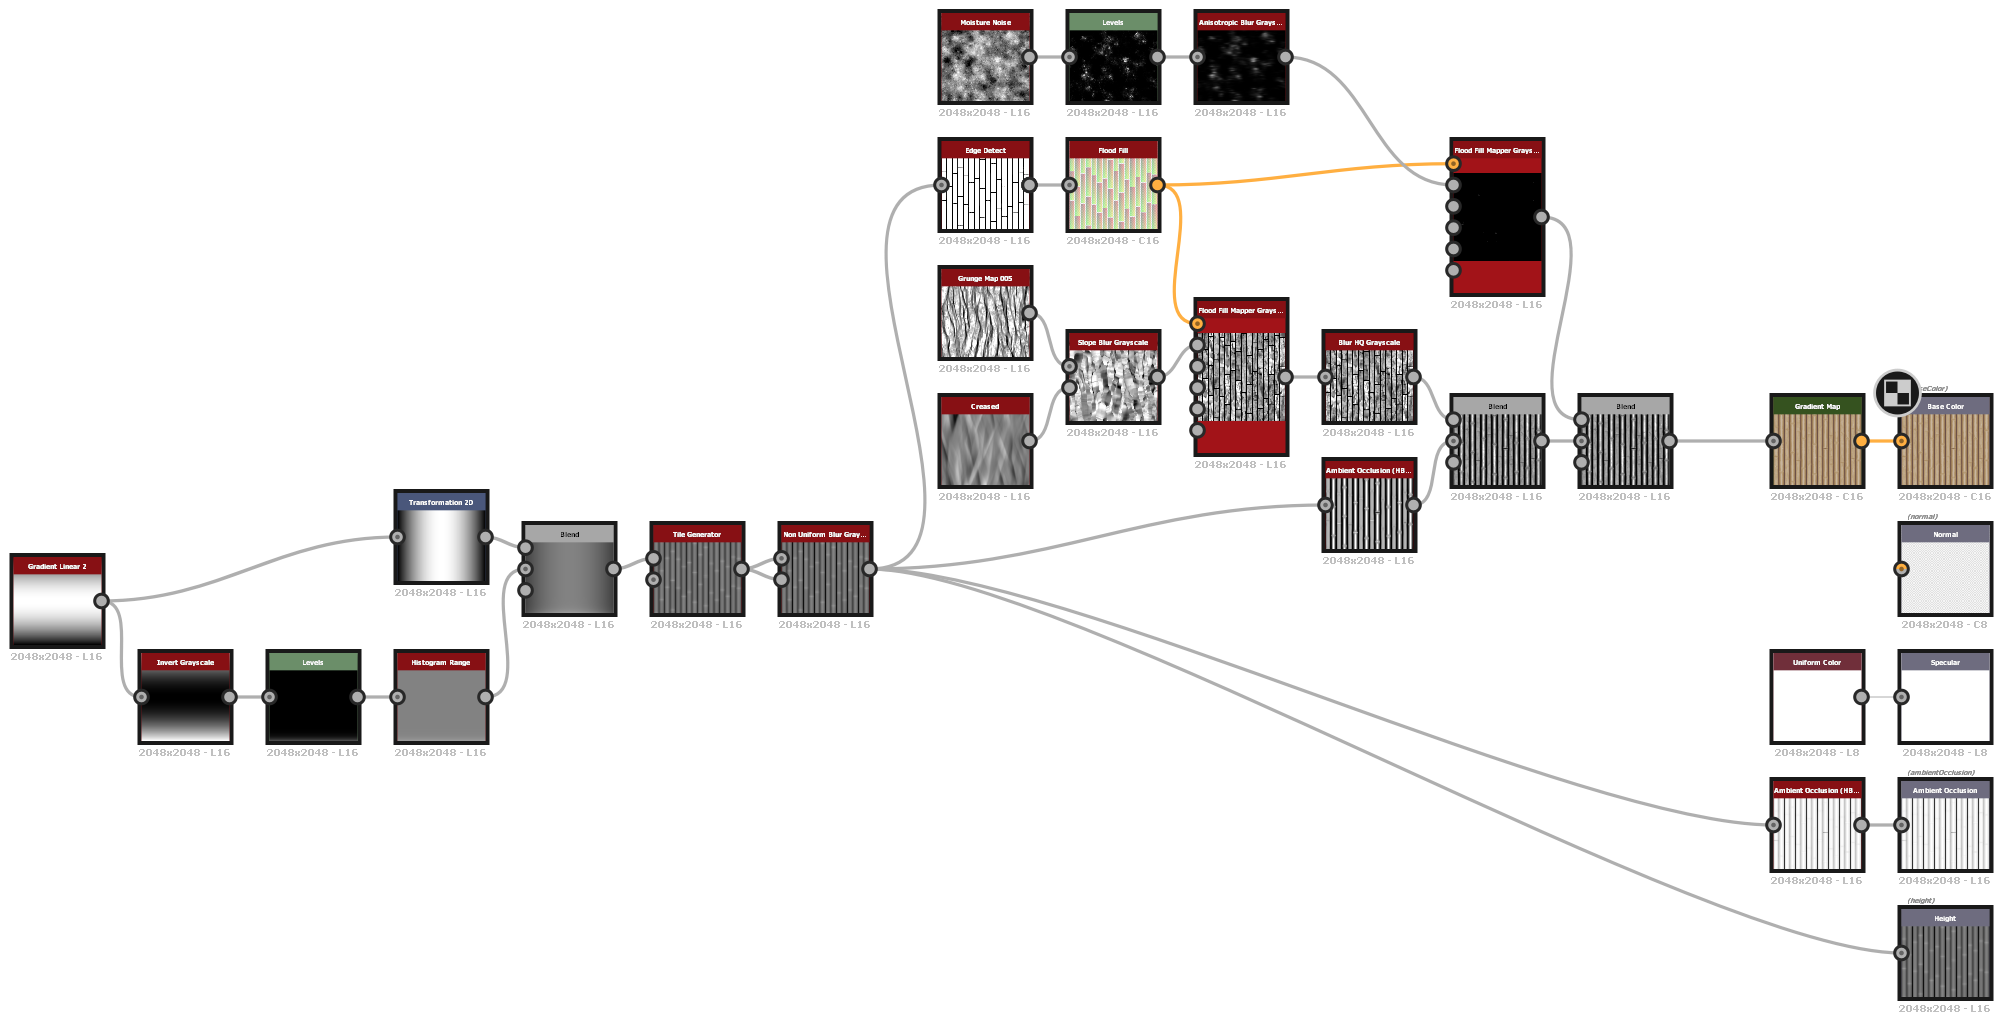 Moisture Noise
2048x2048 - L16
Levels
2048x2048 - L16
Anisotropic Blur Grays...
2048x2048 - L16
Edge Detect
2048x2048 - L16
Flood Fill
2048x2048 - C16
Flood Fill Mapper Grays...
2048x2048 - L16
Grunge Map 005
2048x2048 - L16
Creased
2048x2048 - L16
Slope Blur Grayscale
2048x2048 - L16
Flood Fill Mapper Grays...
2048x2048 - L16
Blur HQ Grayscale
2048x2048 - L16
Ambient Occlusion (HB...
2048x2048 - L16
Blend
2048x2048 - L16
Blend
2048x2048 - L16
Gradient Map
2048x2048 - C16
seColor)
Base Color
2048x2048 - C16
Gradient Linear 2
2048x2048 - L16
Transformation 2D
2048x2048 - L16
Invert Grayscale
2048x2048 - L16
Levels
2048x2048 - L16
Histogram Range
2048x2048 - L16
Blend
2048x2048 - L16
Tile Generator
2048x2048 - L16
Non Uniform Blur Gray...
2048x2048 - L16
(normal)
Normal
2048x2048 - C8
Uniform Color
2048x2048 - L8
Specular
2048x2048 - L8
Ambient Occlusion (HB...
2048x2048 - L16
(ambientOcclusion)
Ambient Occlusion
2048x2048 - L16
(height)
Height
2048x2048 - L16